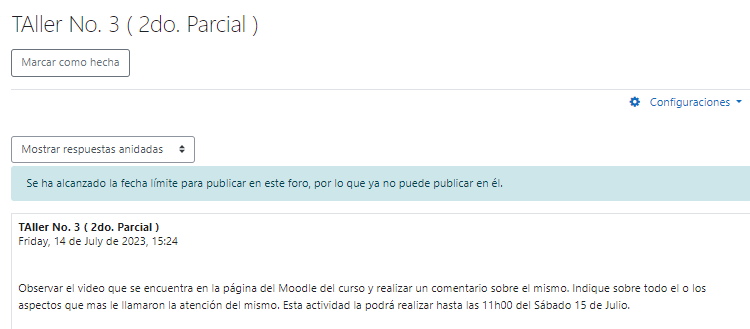 TAller No. 3 ( 2do. Parcial )
Marcar como hecha
Configuraciones
Mostrar respuestas anidadas
Se ha alcanzado la fecha límite para publicar en este foro, por lo que ya no puede publicar en él.
TAller No. 3 ( 2do. Parcial )
Friday, 14 de July de 2023, 15:24
Observar el video que se encuentra en la página del Moodle del curso y realizar un comentario sobre el mismo. Indique sobre todo el o los
aspectos que mas le llamaron la atención del mismo. Esta actividad la podrá realizar hasta las 11h00 del Sábado 15 de Julio.